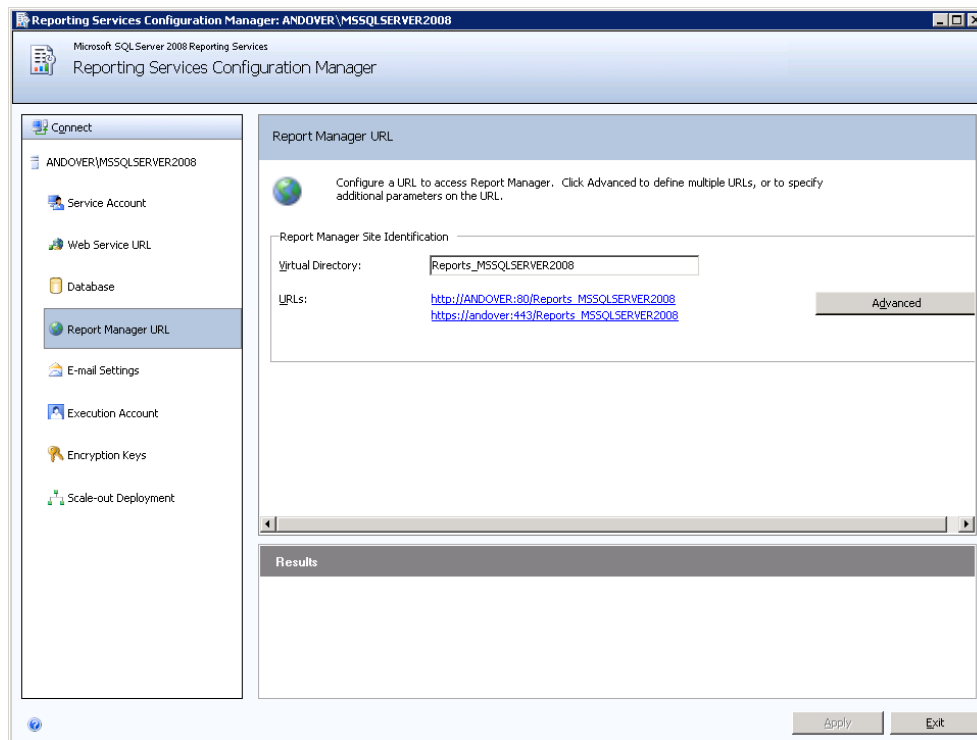 Reporting Services Configuration Manager: ANDOVER\MSSQLSERVER2008
Microsoft SQL Server 2008 Reporting Services
Reporting Services Configuration Manager
Connect
ANDOVER\MSSQLSERVER2008
Service Account
Web Service URL
Database
Report Manager URL
E-mail Settings
Execution Account
Encryption Keys
Scale-out Deployment
Report Manager URL
Configure a URL to access Report Manager.  Click Advanced to define multiple URLs, or to specify
additional parameters on the URL.
Report Manager Site Identification
Virtual Directory:
Reports_MSSQLSERVER2008
URLs:
http://ANDOVER:80/Reports_MSSQLSERVER2008
https://andover:443/Reports_MSSQLSERVER2008
Advanced
Results
Apply
Exit